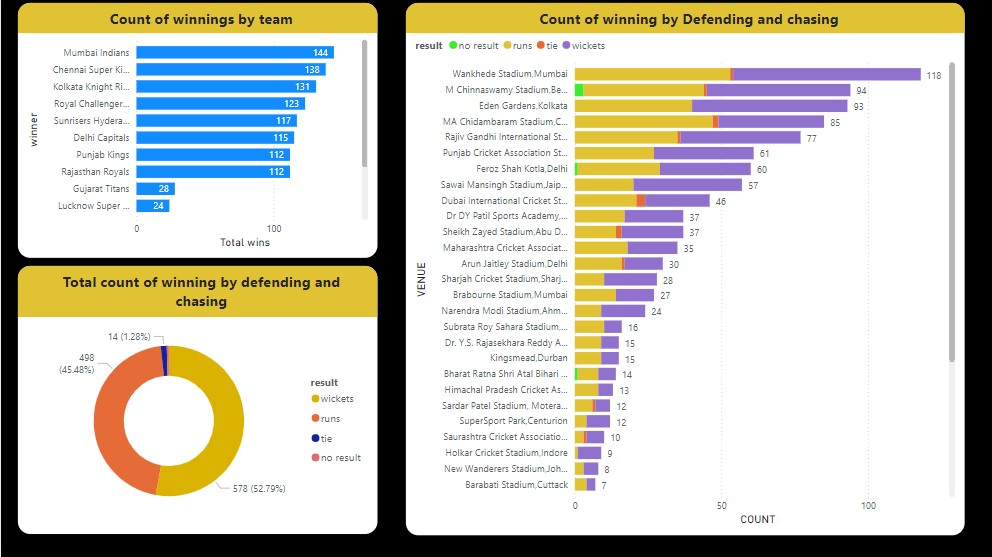 Count of winnings by team
winner
Mumbai Indians 144
Chennai Super Ki... 138
Kolkata Knight Ri... 131
Royal Challenger... 123
Sunrisers Hydera... 117
Delhi Capitals 115
Punjab Kings 112
Rajasthan Royals 112
Gujarat Titans 28
Lucknow Super ... 24
0 100
Total wins
Total count of winning by defending and
chasing
14 (1.28%)
498
(45.48%)
578 (52.79%)
result
wickets
runs
tie
no result
Count of winning by Defending and chasing
result no result runs tie wickets
VENUE
Wankhede Stadium,Mumbai 118
M Chinnaswamy Stadium,Be... 94
Eden Gardens,Kolkata 93
MA Chidambaram Stadium,C... 85
Rajiv Gandhi International St... 77
Punjab Cricket Association St... 61
Feroz Shah Kotla,Delhi 60
Sawai Mansingh Stadium,Jaip... 57
Dubai International Cricket St... 46
Dr DY Patil Sports Academy,... 37
Sheikh Zayed Stadium,Abu D... 37
Maharashtra Cricket Associat... 35
Arun Jaitley Stadium,Delhi 30
Sharjah Cricket Stadium,Sharj... 28
Brabourne Stadium,Mumbai 27
Narendra Modi Stadium,Ahm... 24
Subrata Roy Sahara Stadium,... 16
Dr. Y.S. Rajasekhara Reddy A... 15
Kingsmead,Durban 15
Bharat Ratna Shri Atal Bihari ... 14
Himachal Pradesh Cricket As... 13
Sardar Patel Stadium, Motera... 12
SuperSport Park,Centurion 12
Saurashtra Cricket Associatio... 10
Holkar Cricket Stadium,Indore 9
New Wanderers Stadium,Joh... 8
Barabati Stadium,Cuttack 7
0 50 100
COUNT